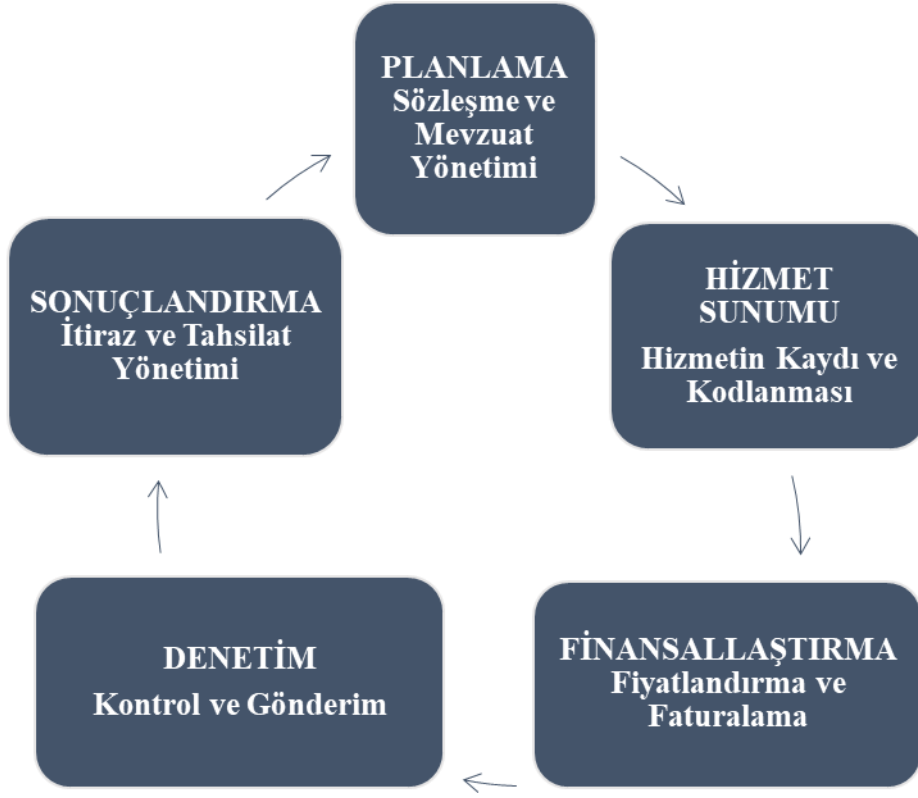 PLANLAMA
Sözleşme ve
Mevzuat
Yönetimi
HİZMET
SUNUMU
Hizmetin Kaydı ve
Kodlanması
FİNANSALLAŞTIRMA
Fiyatlandırma ve
Faturalama
DENETİM
Kontrol ve Gönderim
SONUÇLANDIRMA
İtiraz ve Tahsilat
Yönetimi